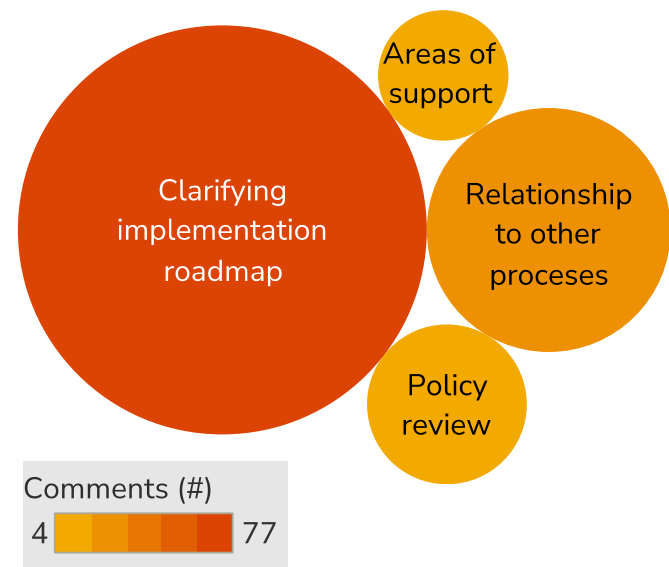 Areas of
support
Clarifying
implementation
roadmap
Relationship
to other
proceses
Policy
review
Comments (#)
4 77